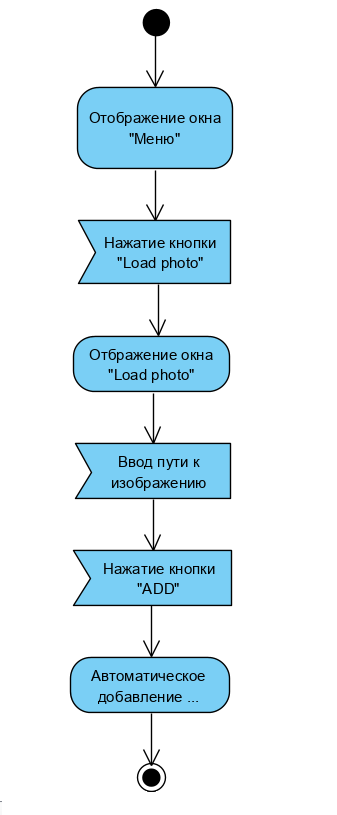 Отображение окна
"Меню"
Нажатие кнопки
"Load photo"
Отбражение окна
"Load photo"
Ввод пути к
изображению
Нажатие кнопки
"ADD"
Автоматическое
добавление ...